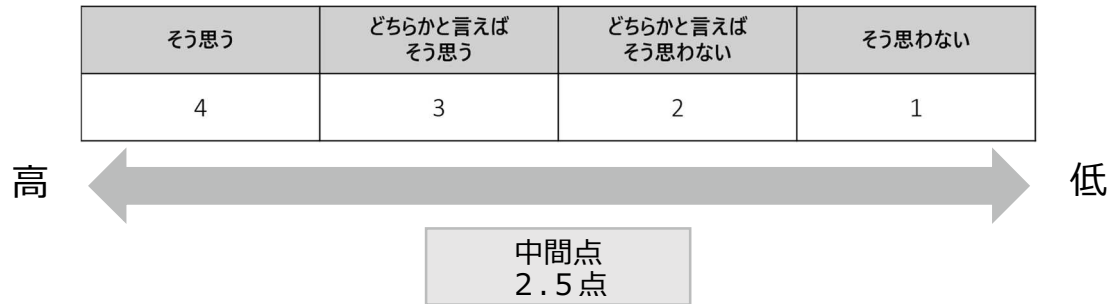 そう思う
どちらかと言えば
そう思う
どちらかと言えば
そう思わない
そう思わない
4
3
2
1
高
低
中間点
2.5点